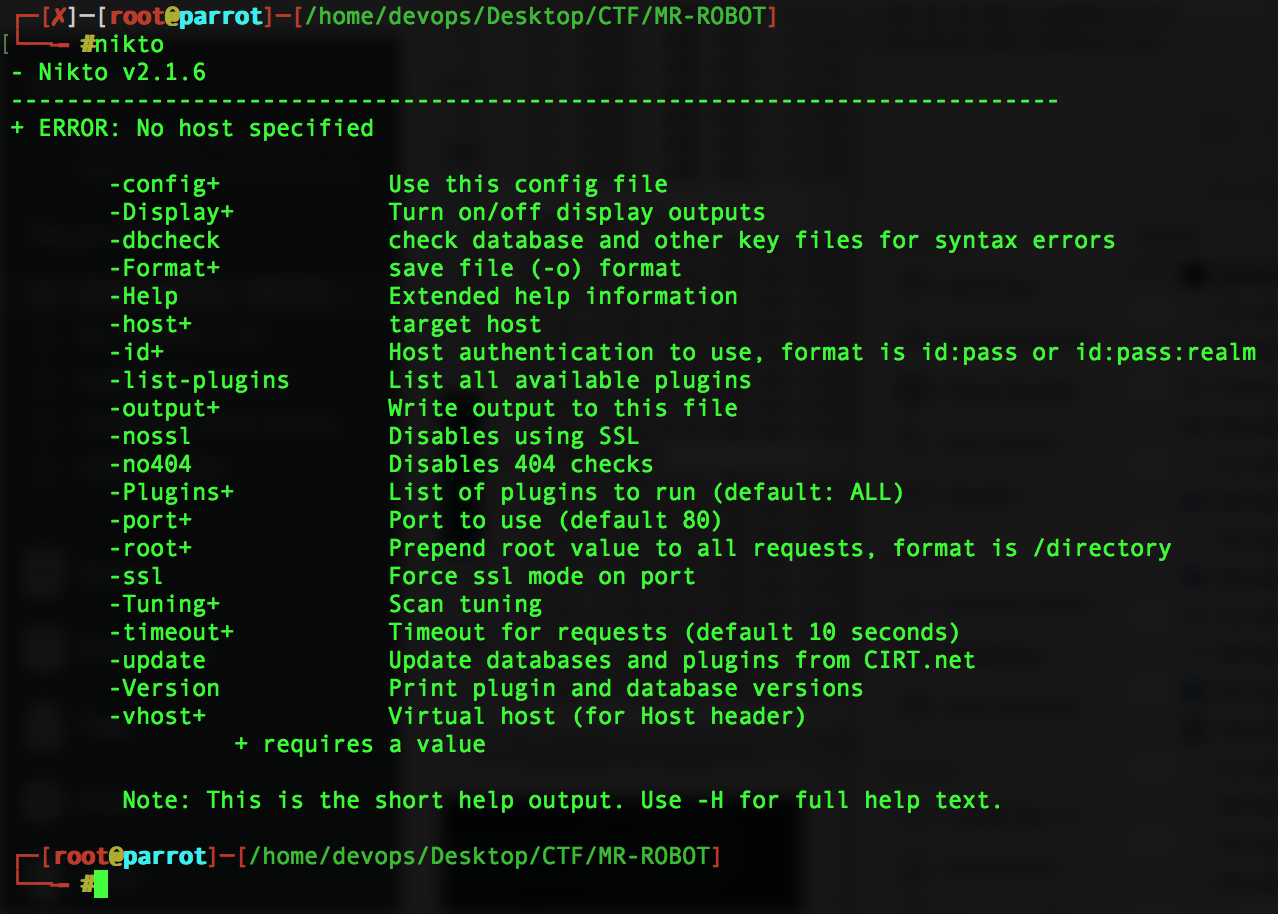 ┌─[✗]─[root@parrot]─[/home/devops/Desktop/CTF/MR-ROBOT]
└──╼ #nikto
- Nikto v2.1.6
---------------------------------------------------------------------------
+ ERROR: No host specified
-config+ Use this config file
-Display+ Turn on/off display outputs
-dbcheck check database and other key files for syntax errors
-Format+ save file (-o) format
-Help Extended help information
-host+ target host
-id+ Host authentication to use, format is id:pass or id:pass:realm
-list-plugins List all available plugins
-output+ Write output to this file
-nossl Disables using SSL
-no404 Disables 404 checks
-Plugins+ List of plugins to run (default: ALL)
-port+ Port to use (default 80)
-root+ Prepend root value to all requests, format is /directory
-ssl Force ssl mode on port
-Tuning+ Scan tuning
-timeout+ Timeout for requests (default 10 seconds)
-update Update databases and plugins from CIRT.net
-Version Print plugin and database versions
-vhost+ Virtual host (for Host header)
+ requires a value
Note: This is the short help output. Use -H for full help text.
┌─[root@parrot]─[/home/devops/Desktop/CTF/MR-ROBOT]
└──╼ #